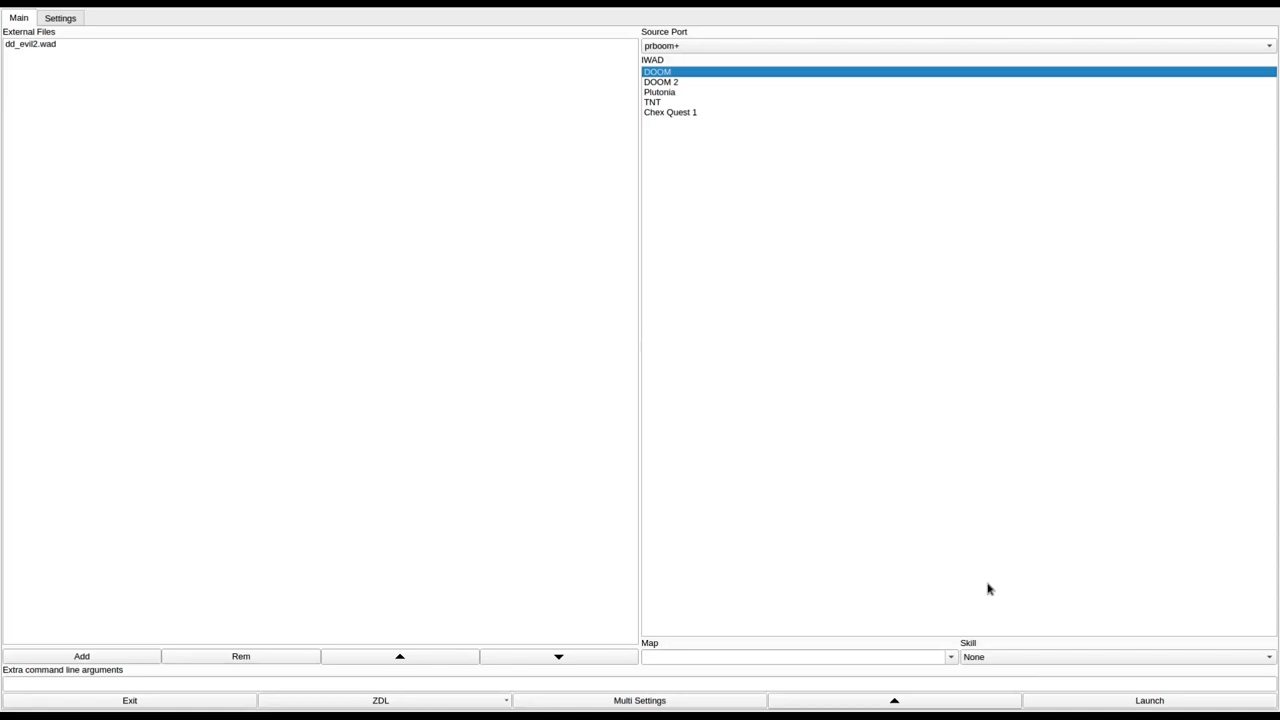 Main Settings
External Files
dd_evil2.wad
Source Port
prboom+
IWAD
DOOM
DOOM 2
Plutonia
TNT
Chex Quest 1
Add Rem
Map Skill
None
Extra command line arguments
Exit ZDL Multi Settings Launch